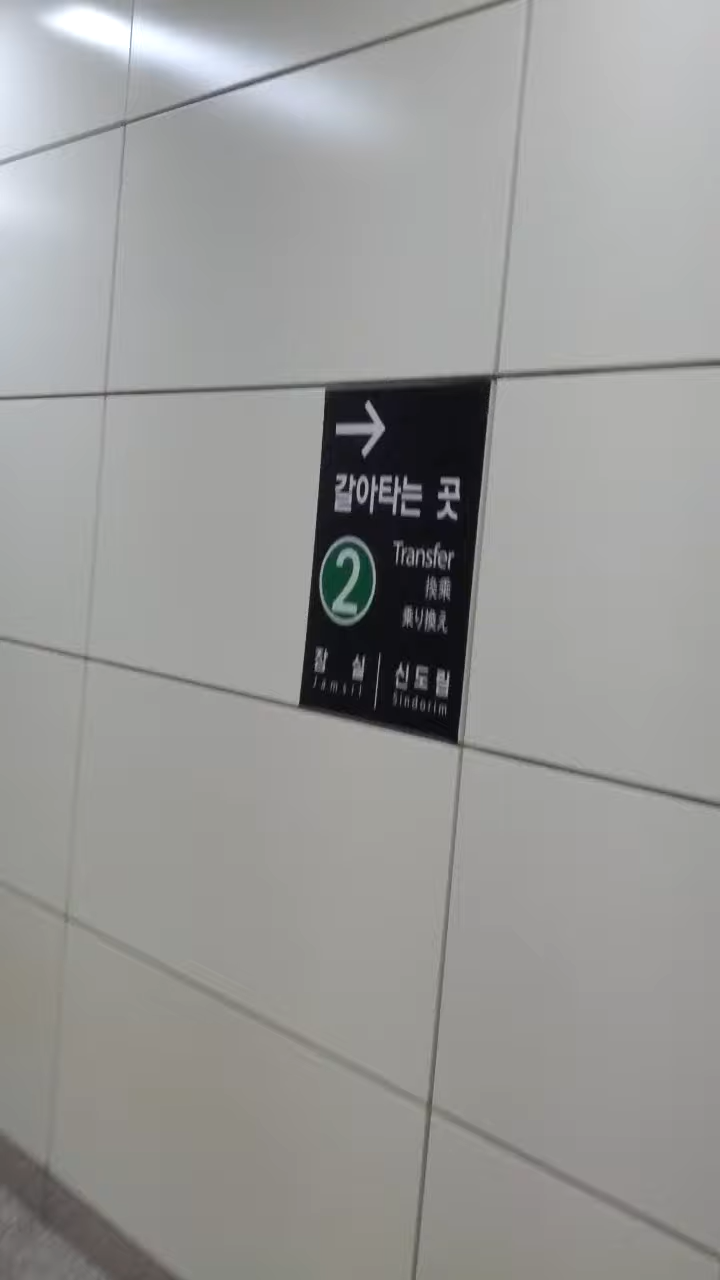 →
갈아타는 곳
2
Transfer
換乘
乗り換え
잠실 | 신도림
Jamsil | Sindorim